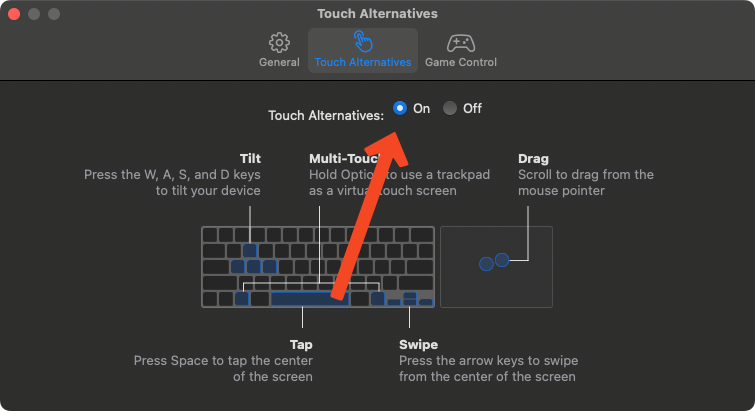 Touch Alternatives
General
Touch Alternatives
Game Control
Touch Alternatives:
On
Off
Tilt
Press the W, A, S, and D keys
to tilt your device
Multi-Touch
Hold Option to use a trackpad
as a virtual touch screen
Drag
Scroll to drag from the
mouse pointer
Tap
Press Space to tap the center
of the screen
Swipe
Press the arrow keys to swipe
from the center of the screen